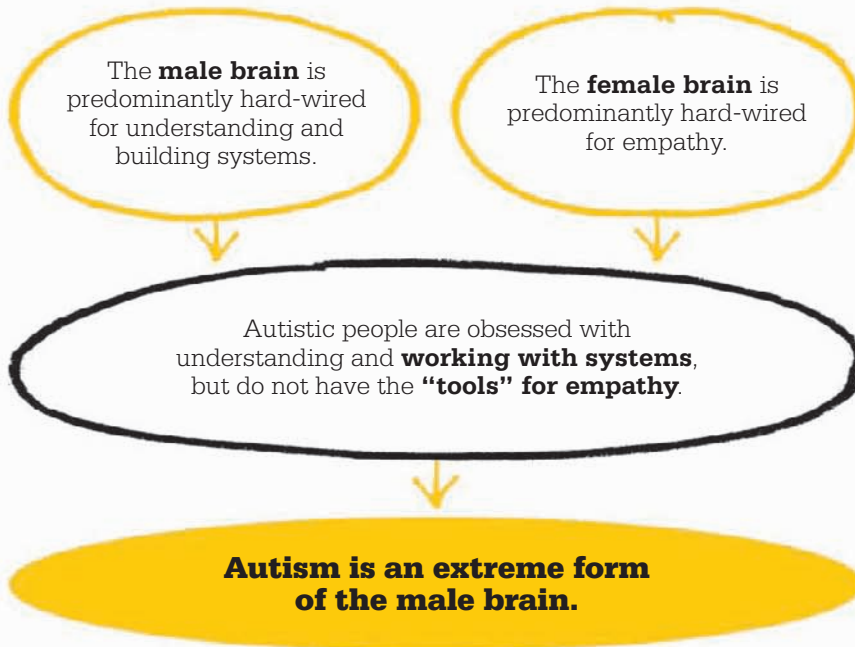 The male brain is
predominantly hard-wired
for understanding and
building systems.
The female brain is
predominantly hard-wired
for empathy.
Autistic people are obsessed with
understanding and working with systems,
but do not have the “tools” for empathy.
Autism is an extreme form
of the male brain.